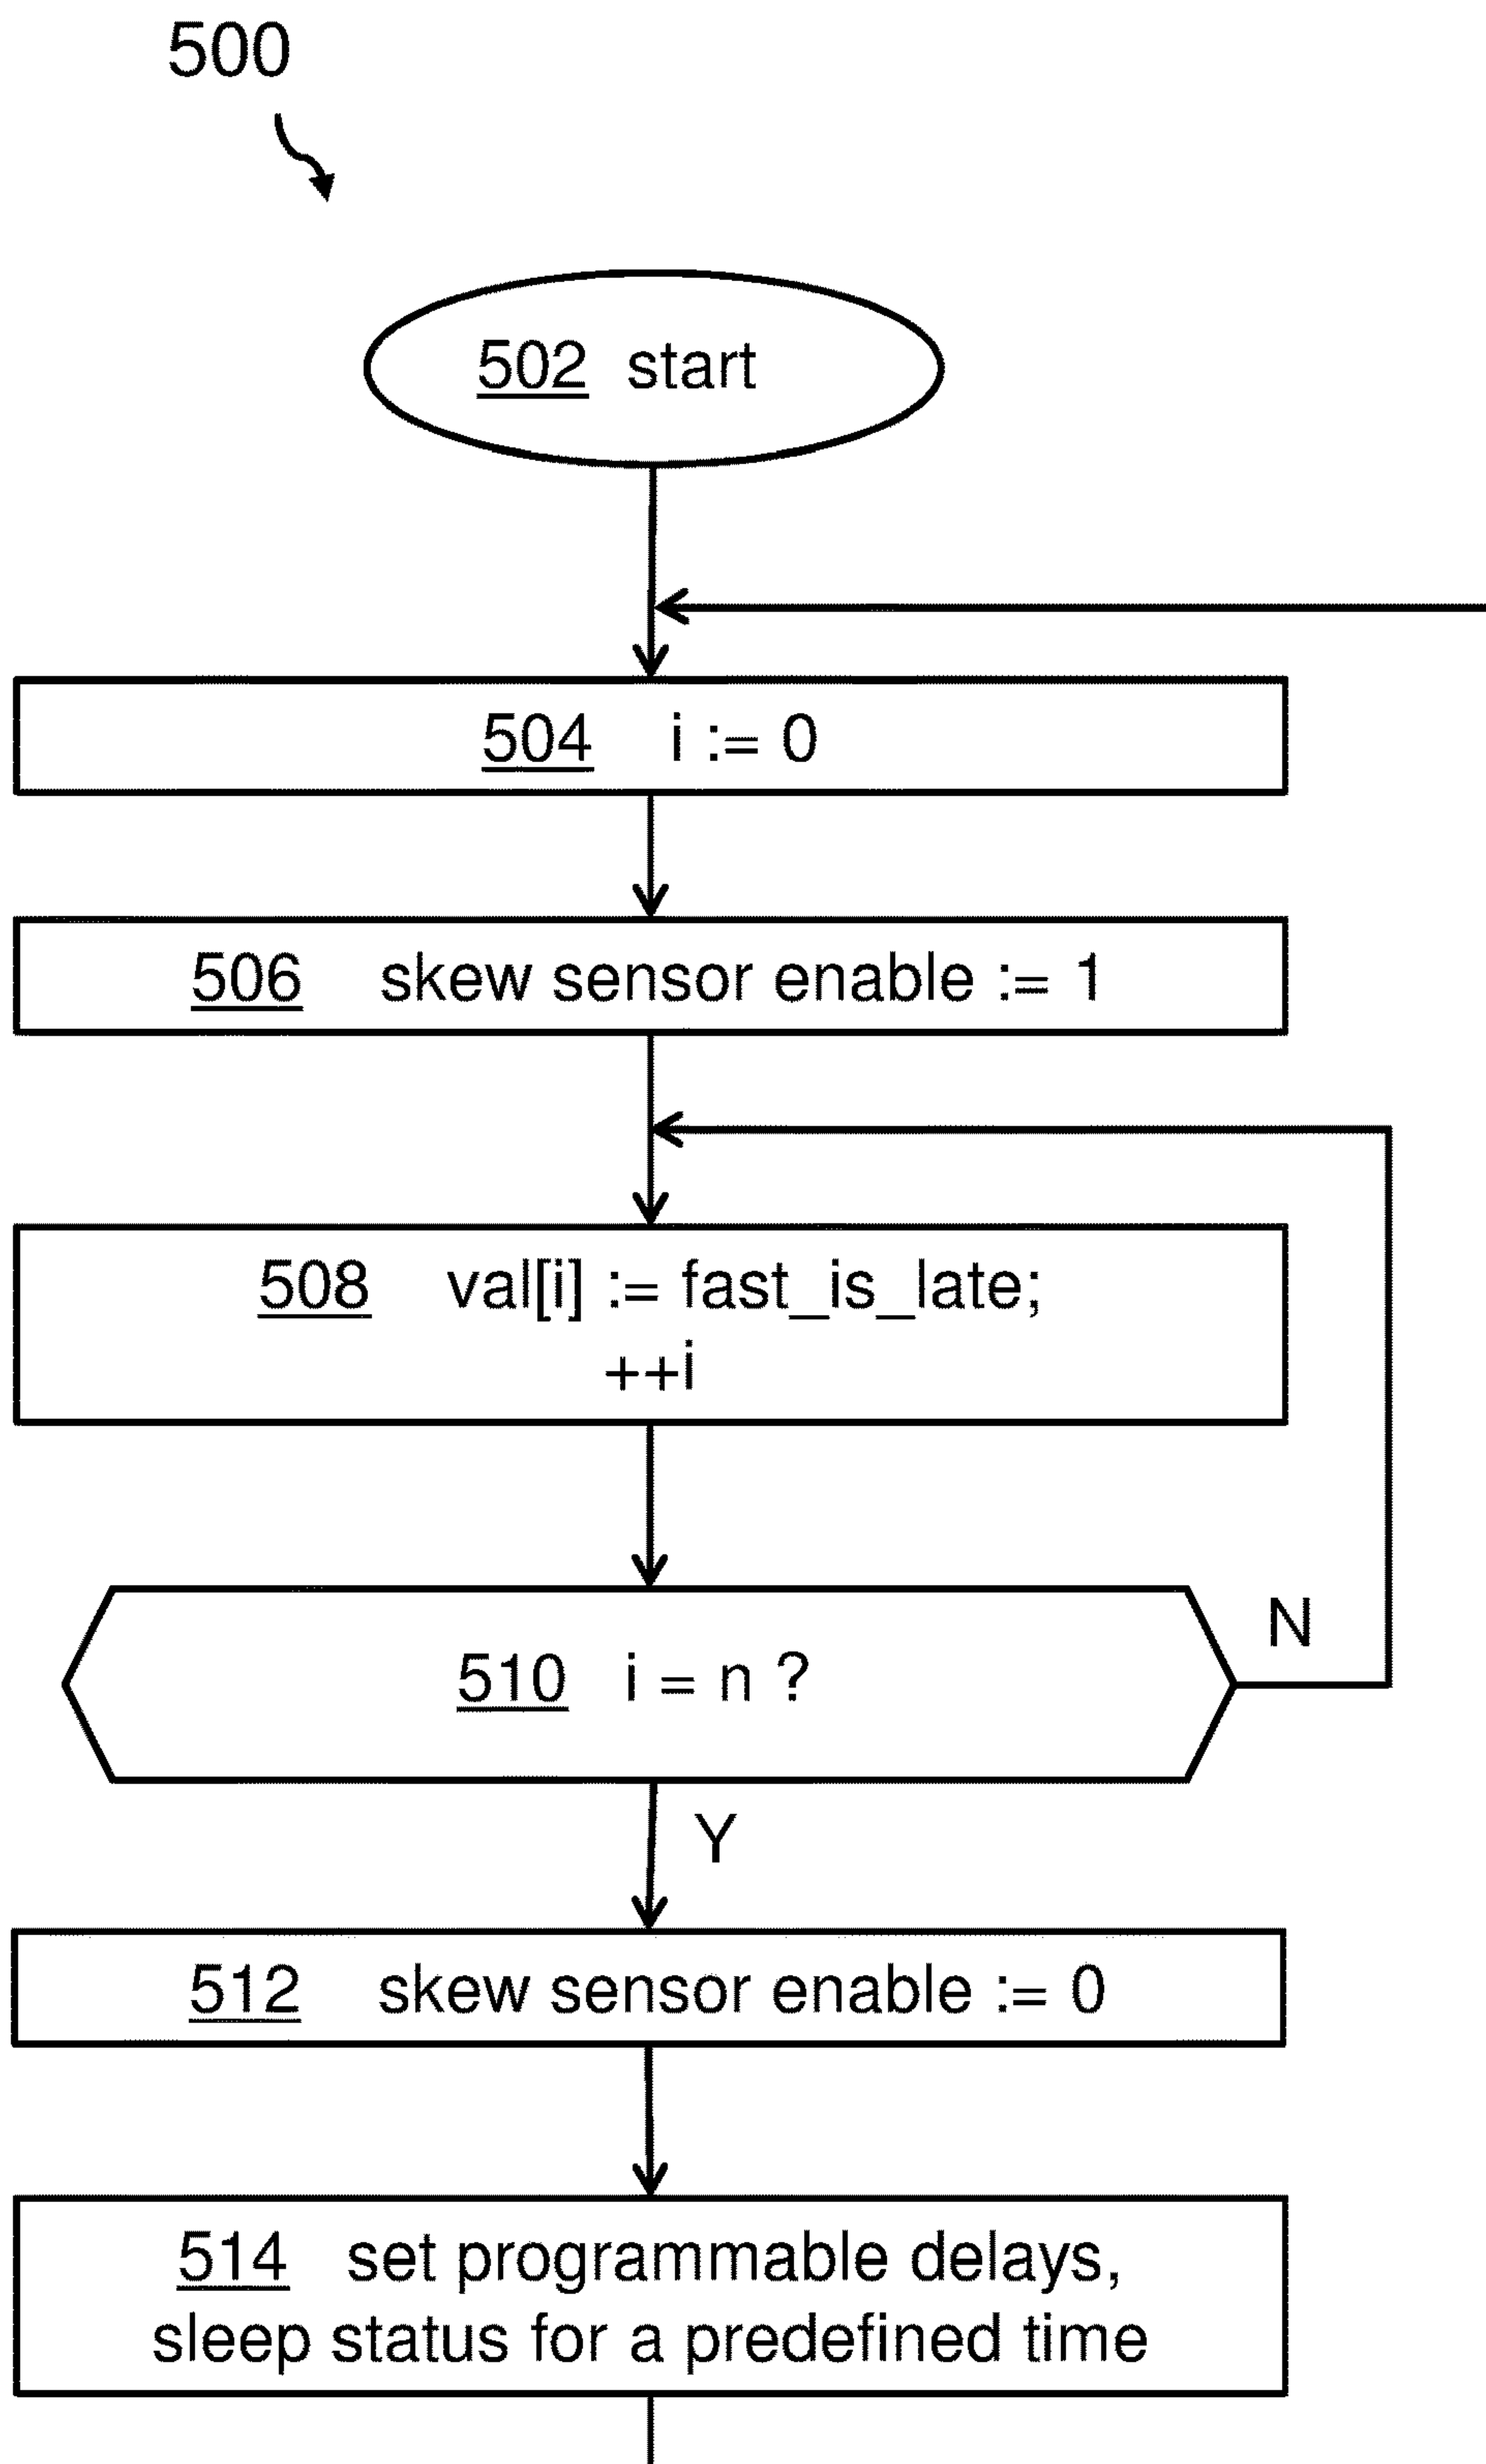 500
502 start
504 i := 0
506 skew sensor enable := 1
508 val[i] := fast_is_late;
++i
510 i = n ?
N
Y
512 skew sensor enable := 0
514 set programmable delays,
sleep status for a predefined time